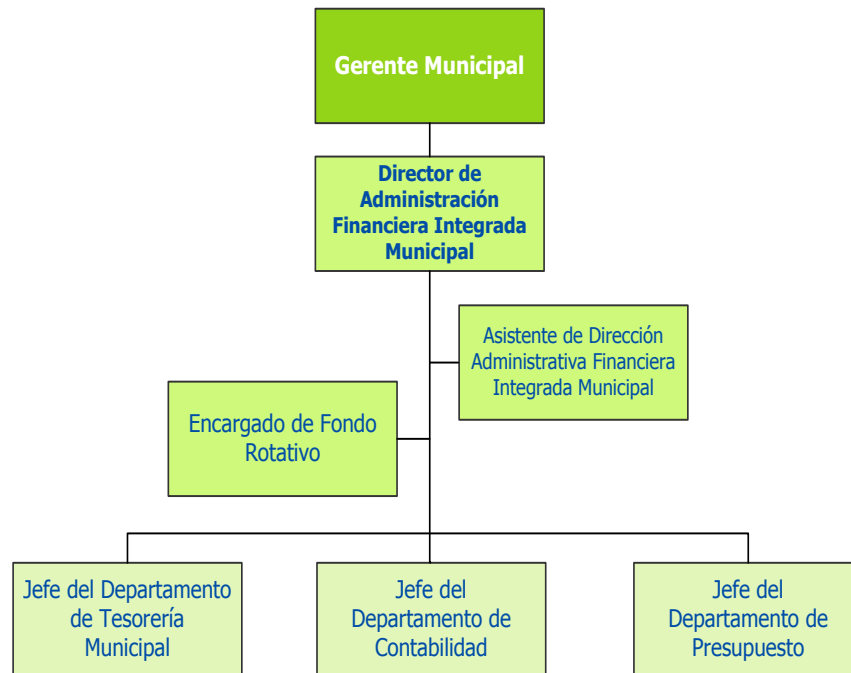 Gerente Municipal
Director de
Administración
Financiera Integrada
Municipal
Asistente de Dirección
Administrativa Financiera
Integrada Municipal
Encargado de Fondo
Rotativo
Jefe del Departamento
de Tesorería
Municipal
Jefe del
Departamento de
Contabilidad
Jefe del
Departamento de
Presupuesto